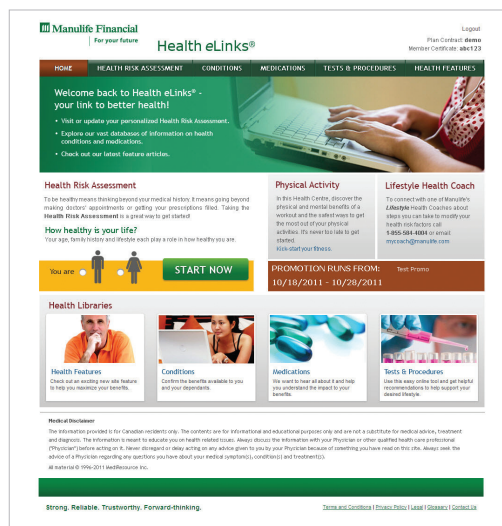 Manulife Financial
For your future
Health eLinks®
Logout
Plan Contract: demo
Member Certificate: abc123
HOME HEALTH RISK ASSESSMENT CONDITIONS MEDICATIONS TESTS & PROCEDURES HEALTH FEATURES
Welcome back to Health eLinks® -
your link to better health!
• Visit or update your personalized Health Risk Assessment.
• Explore our vast databases of information on health
conditions and medications.
• Check out our latest feature articles.
Health Risk Assessment
To be healthy means thinking beyond your medical history. It means going beyond
making doctors' appointments or getting your prescriptions filled. Taking the
Health Risk Assessment is a great way to get started!
How healthy is your life?
Your age, family history and lifestyle each play a role in how healthy you are.
You are
START NOW
Physical Activity
In this Health Centre, discover the
physical and mental benefits of a
workout and the safest ways to get
the most out of your physical
activities. It's never too late to get
started.
Kick-start your fitness.
Lifestyle Health Coach
To connect with one of Manulife's
Lifestyle Health Coaches about
steps you can take to modify your
health risk factors call
1-855-584-4004 or email
mycoach@manulife.com
PROMOTION RUNS FROM: Test Promo
10/18/2011 - 10/28/2011
Health Libraries
Health Features
Check out an exciting new site feature
to help you maximize your benefits.
Conditions
Confirm the benefits available to you
and your dependants.
Medications
We want to hear all about it and help
you understand the impact to your
benefits.
Tests & Procedures
Use this easy online tool and get helpful
recommendations to help support your
desired lifestyle.
Medical Disclaimer
The information provided is for Canadian residents only. The contents are for informational and educational purposes only and are not a substitute for medical advice, treatment
and diagnosis. The information is meant to educate you on health related issues. Always discuss the information with your Physician or other qualified health care professional
("Physician") before acting on it. Never disregard or delay acting on any advice given to you by your Physician because of something you have read on this site. Always seek the
advice of a Physician regarding any questions you have about your medical symptom(s), condition(s) and treatment(s).
All material © 1996-2011 MediResource Inc.
Strong. Reliable. Trustworthy. Forward-thinking.
Terms and Conditions | Privacy Policy | Legal | Glossary | Contact Us